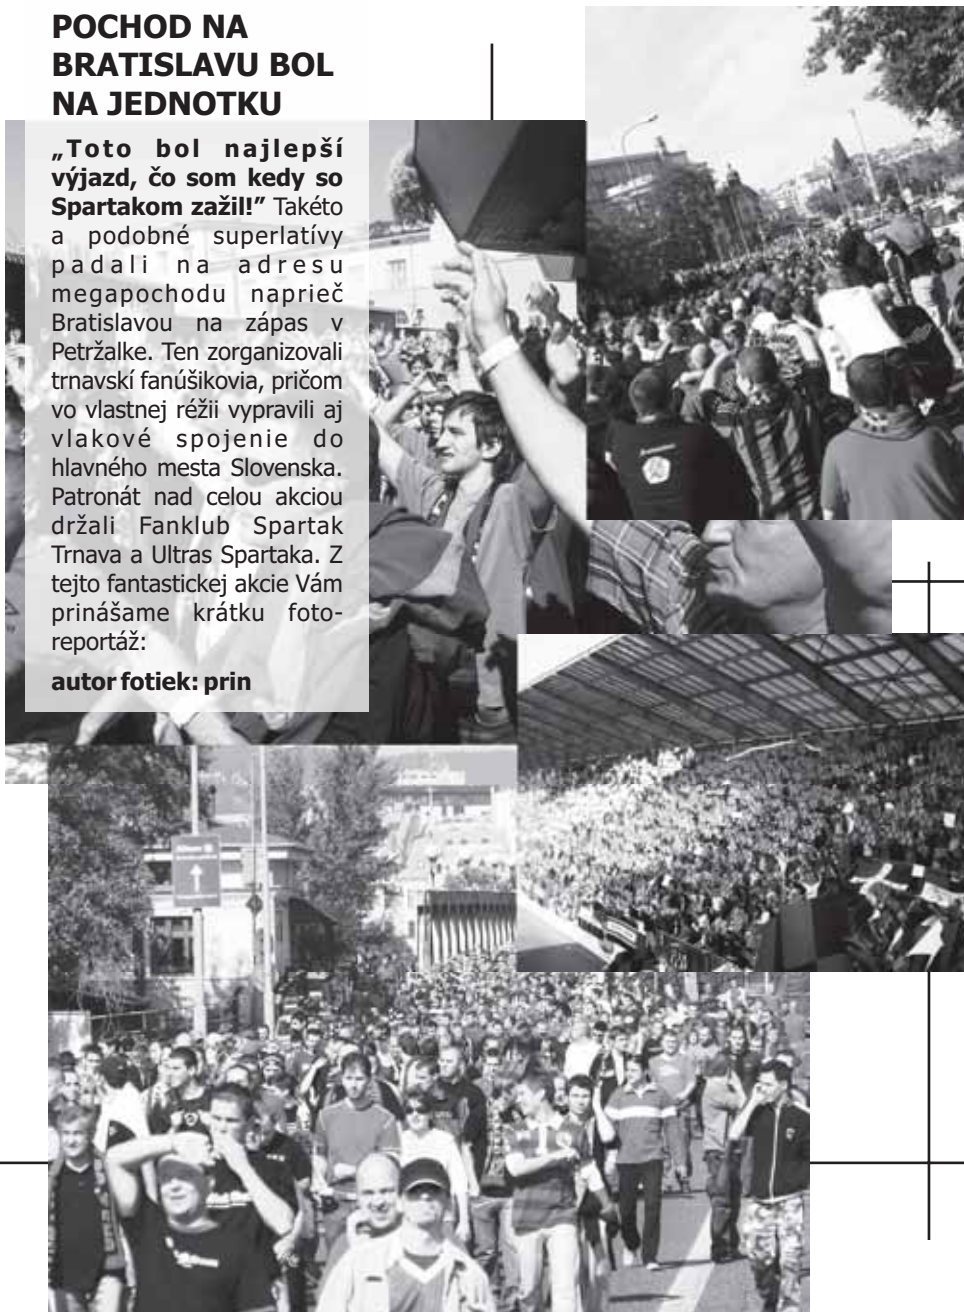 POCHOD NA
BRATISLAVU BOL
NA JEDNOTKU
„Toto bol najlepší
výjazd, čo som kedy so
Spartakom zažil!” Takéto
a podobné superlatívy
padali na adresu
megapochodu naprieč
Bratislavou na zápas v
Petržalke. Ten zorganizovali
trnavskí fanúšikovia, pričom
vo vlastnej réžii vypravili aj
vlakové spojenie do
hlavného mesta Slovenska.
Patronát nad celou akciou
držali Fanklub Spartak
Trnava a Ultras Spartaka. Z
tejto fantastickej akcie Vám
prinášame krátku foto-
reportáž:
autor fotiek: prin